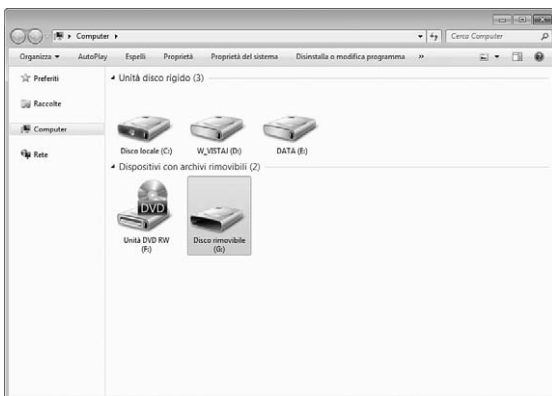 Computer
Cerca Computer
Organizza AutoPlay Espelli Proprietà Proprietà del sistema Disinstalla o modifica programma »
Preferiti
Raccolte
Computer
Rete
Unità disco rigido (3)
Disco locale (C:) W_VISTAJ (D:) DATA (E:)
Dispositivi con archivi rimovibili (2)
DVD
Unità DVD RW
(F:)
Disco rimovibile
(G:)